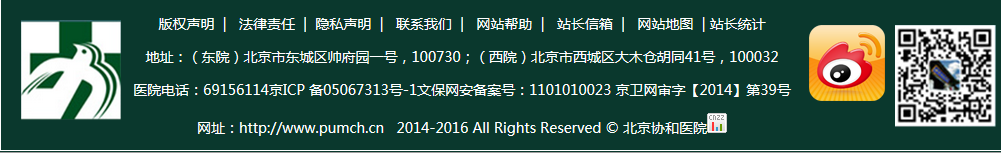 版权声明 | 法律责任 | 隐私声明 | 联系我们 | 网站帮助 | 站长信箱 | 网站地图 | 站长统计
地址：（东院）北京市东城区帅府园一号，100730；（西院）北京市西城区大木仓胡同41号，100032
医院电话：69156114京ICP 备05067313号-1文保网安备案号：1101010023 京卫网审字【2014】第39号
网址：http://www.pumch.cn 2014-2016 All Rights Reserved © 北京协和医院 CNZZ